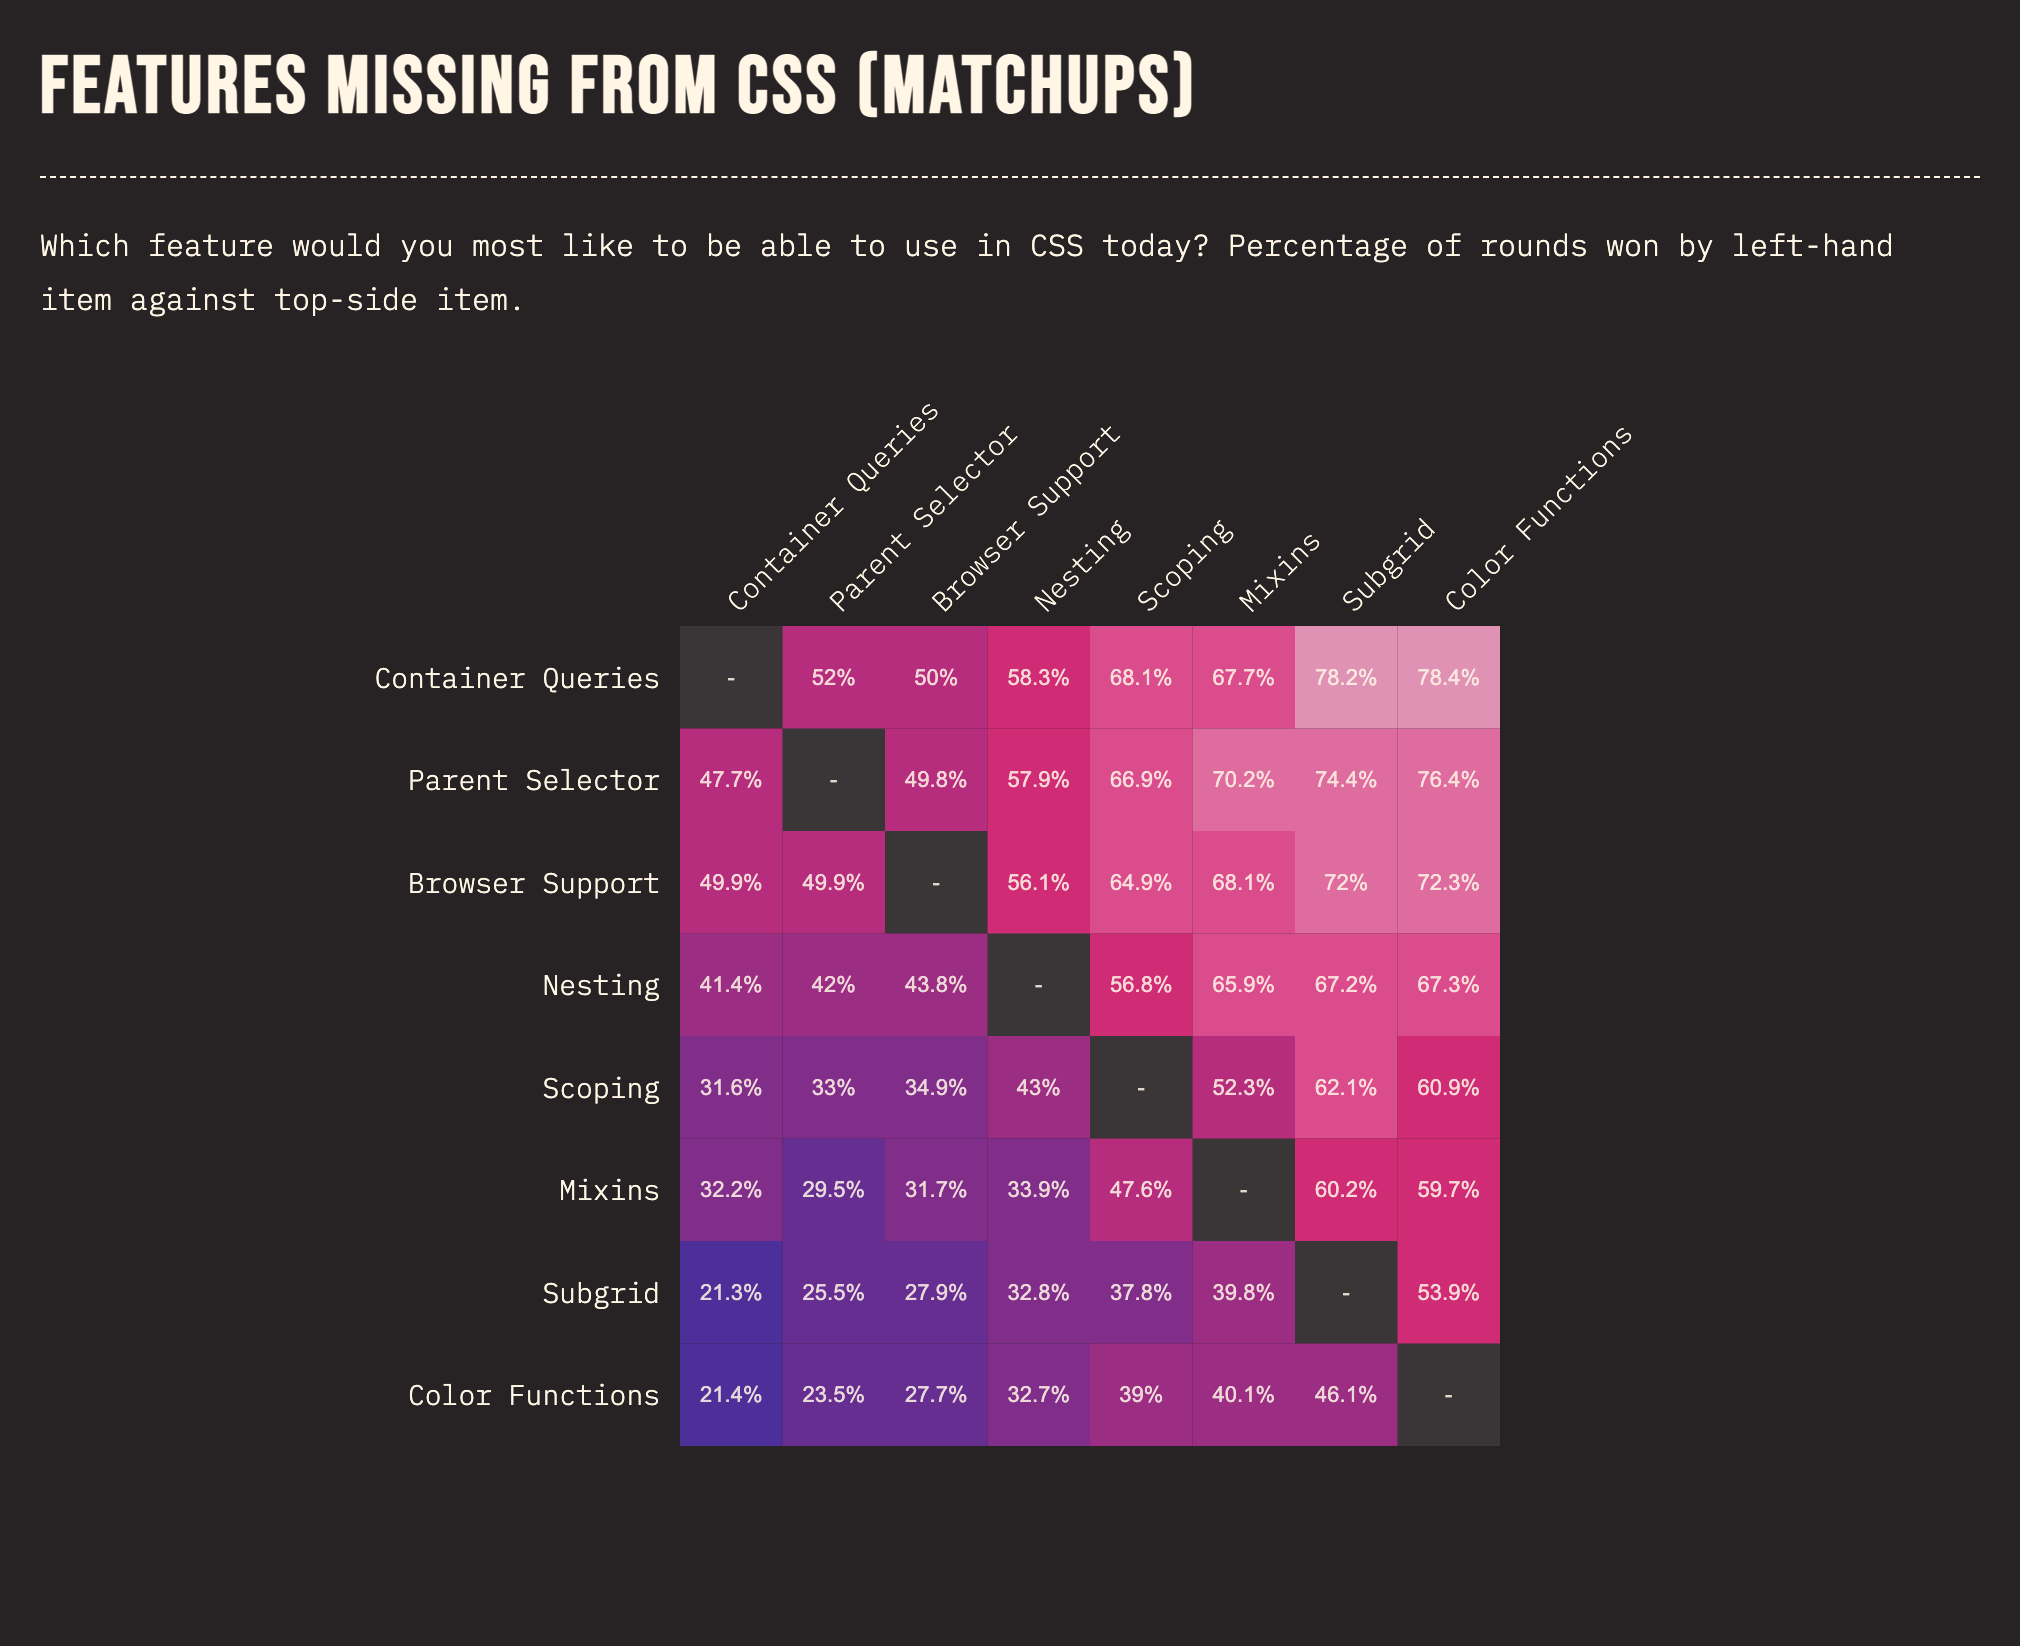 FEATURES MISSING FROM CSS (MATCHUPS)
Which feature would you most like to be able to use in CSS today? Percentage of rounds won by left-hand
item against top-side item.
Container Queries
Parent Selector
Browser Support
Nesting
Scoping
Mixins
Subgrid
Color Functions
Container Queries - 52% 50% 58.3% 68.1% 67.7% 78.2% 78.4%
Parent Selector 47.7% - 49.8% 57.9% 66.9% 70.2% 74.4% 76.4%
Browser Support 49.9% 49.9% - 56.1% 64.9% 68.1% 72% 72.3%
Nesting 41.4% 42% 43.8% - 56.8% 65.9% 67.2% 67.3%
Scoping 31.6% 33% 34.9% 43% - 52.3% 62.1% 60.9%
Mixins 32.2% 29.5% 31.7% 33.9% 47.6% - 60.2% 59.7%
Subgrid 21.3% 25.5% 27.9% 32.8% 37.8% 39.8% - 53.9%
Color Functions 21.4% 23.5% 27.7% 32.7% 39% 40.1% 46.1% -